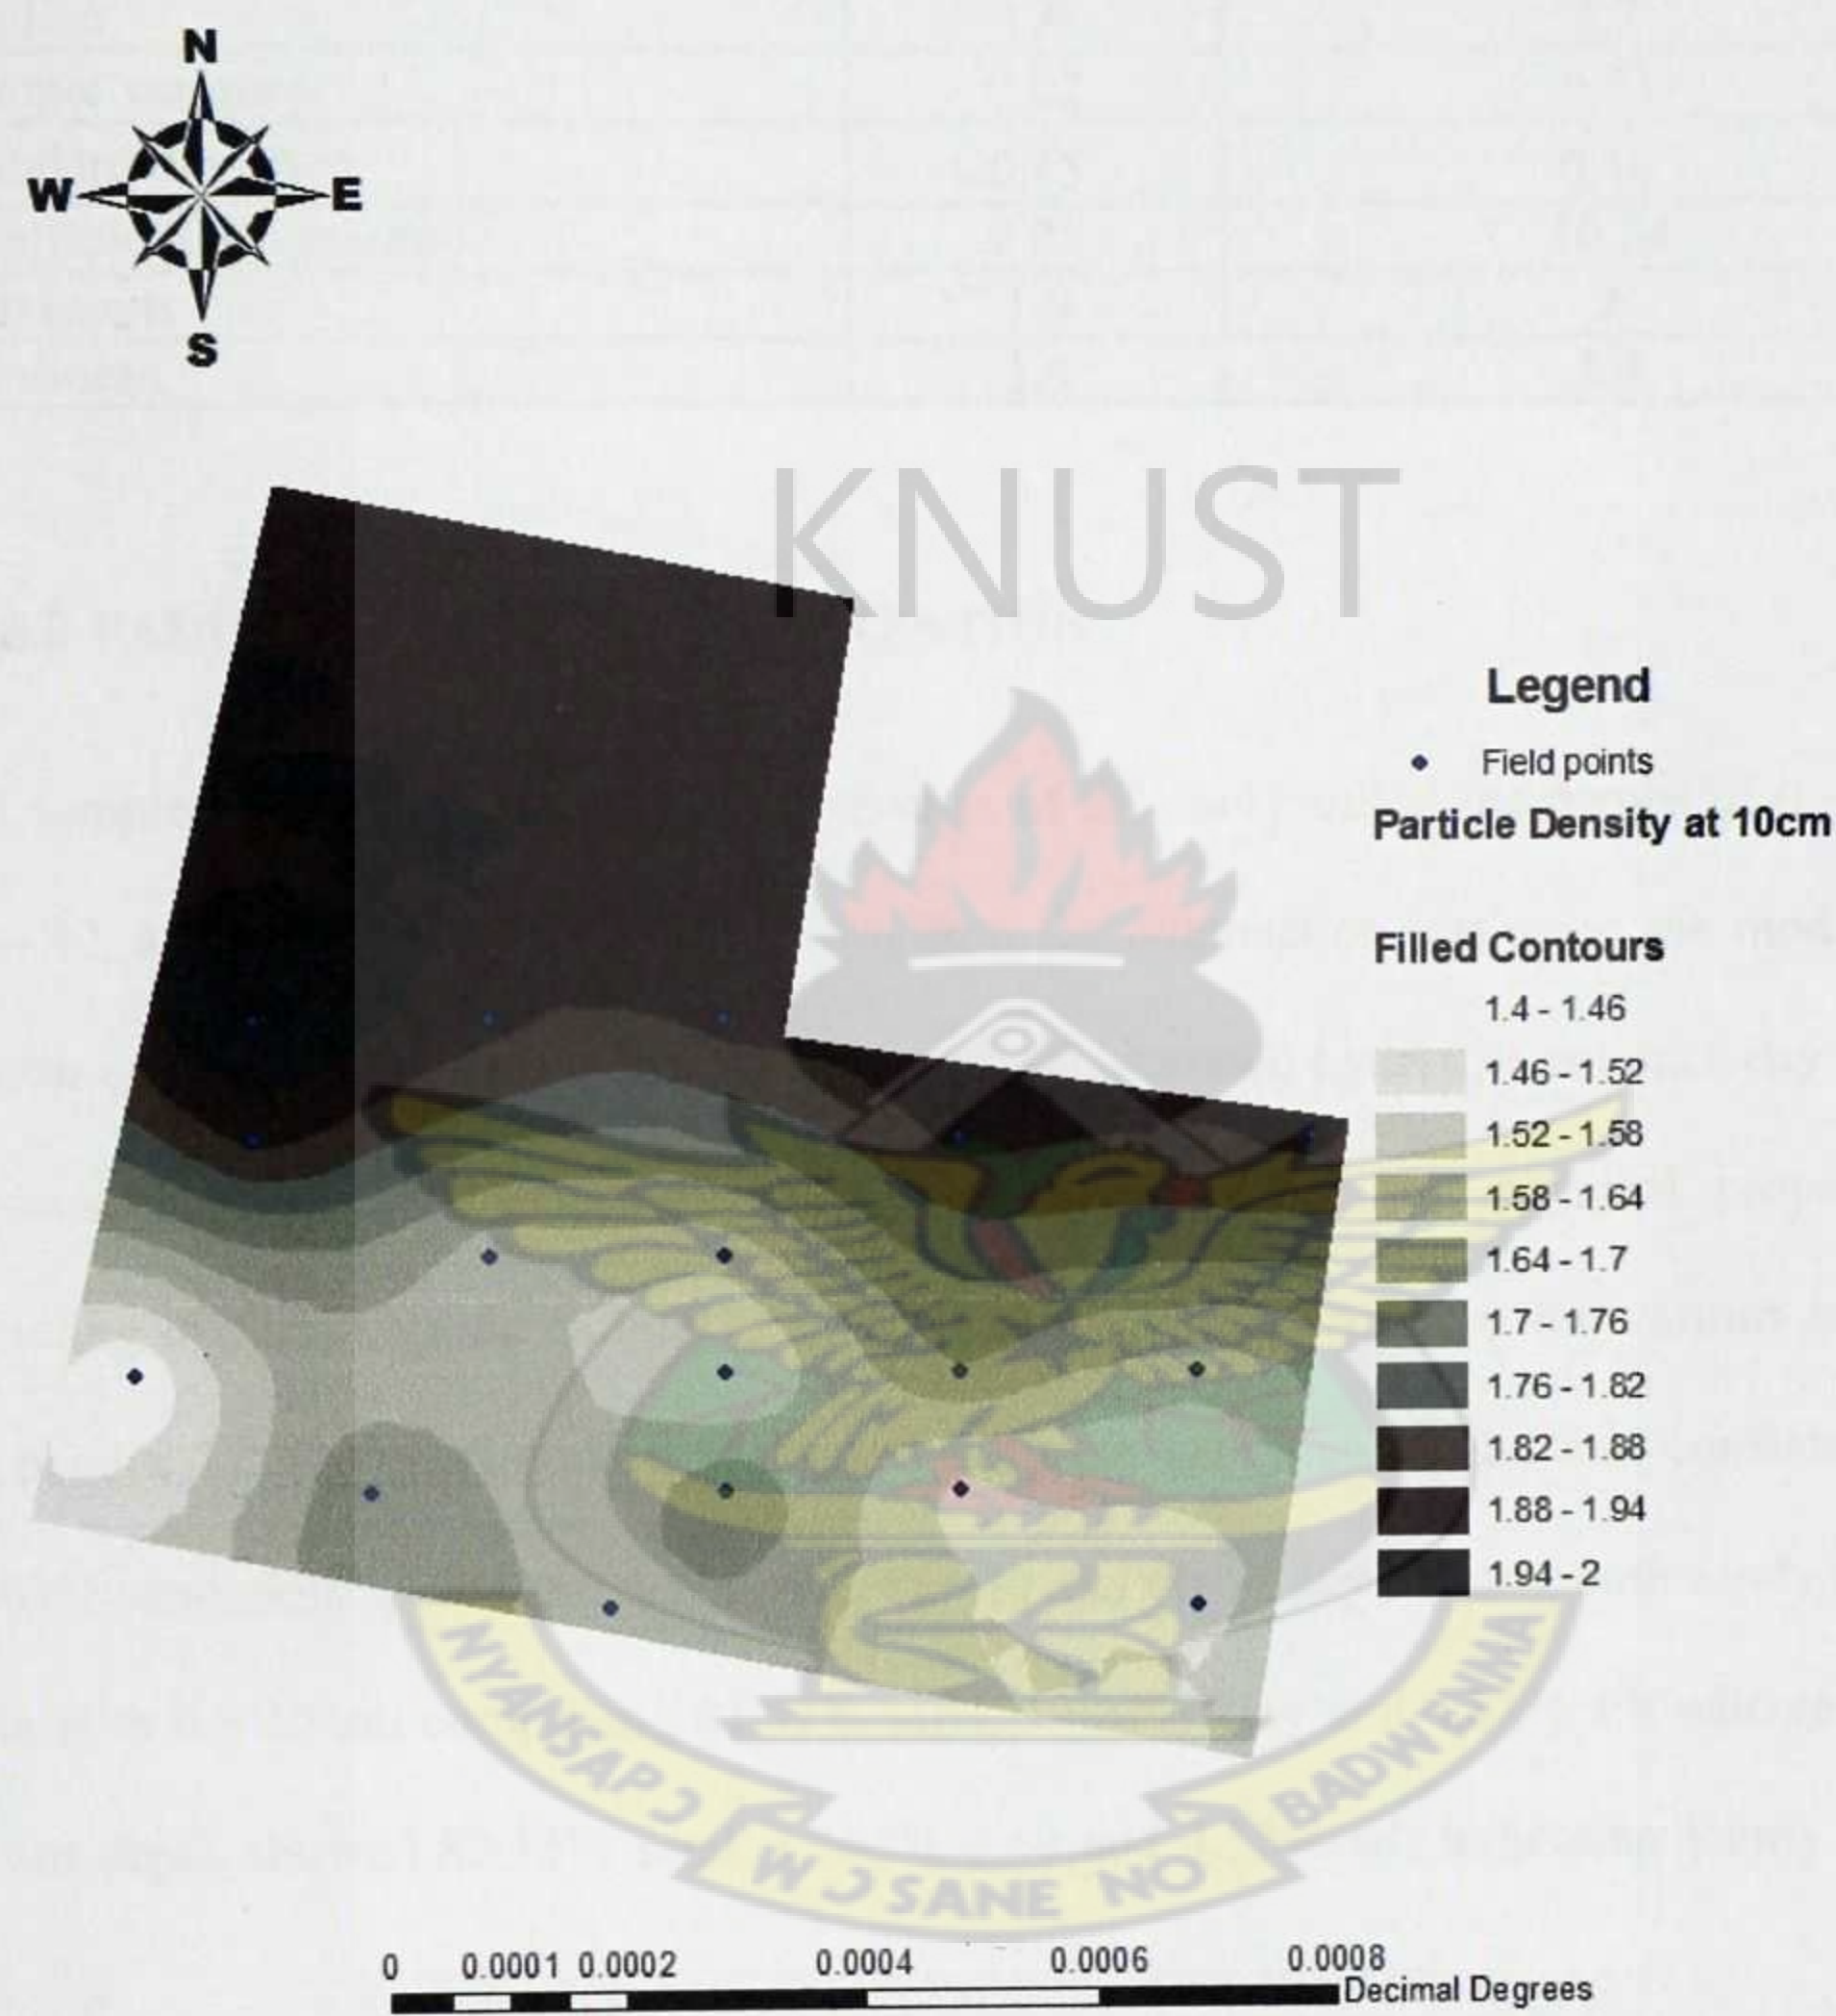 N
W E
S
KNUST
Legend
Field points
Particle Density at 10cm
Filled Contours
1.4 - 1.46
1.46 - 1.52
1.52 - 1.58
1.58 - 1.64
1.64 - 1.7
1.7 - 1.76
1.76 - 1.82
1.82 - 1.88
1.88 - 1.94
1.94 - 2
NYANSAPƆ WƆSANE NO BADWENMA
0 0.0001 0.0002 0.0004 0.0006 0.0008
Decimal Degrees